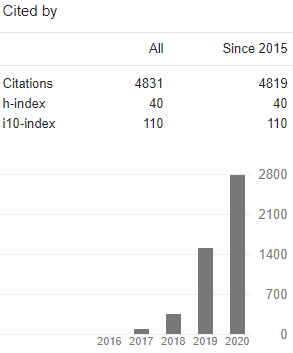 Cited by
All Since 2015
Citations 4831 4819
h-index 40 40
i10-index 110 110
2800
2100
1400
700
0
2016 2017 2018 2019 2020